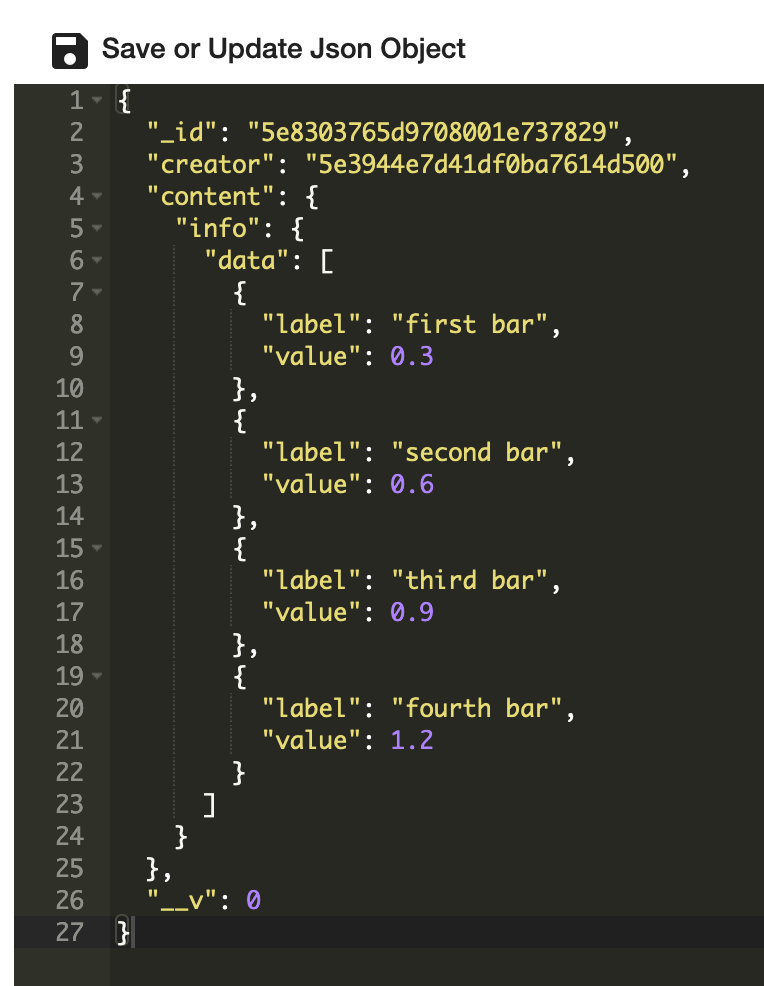 Save or Update Json Object
1 {
2   "_id": "5e8303765d9708001e737829",
3   "creator": "5e3944e7d41df0ba7614d500",
4   "content": {
5     "info": {
6       "data": [
7         {
8           "label": "first bar",
9           "value": 0.3
10         },
11         {
12           "label": "second bar",
13           "value": 0.6
14         },
15         {
16           "label": "third bar",
17           "value": 0.9
18         },
19         {
20           "label": "fourth bar",
21           "value": 1.2
22         }
23       ]
24     }
25   },
26   "__v": 0
27 }